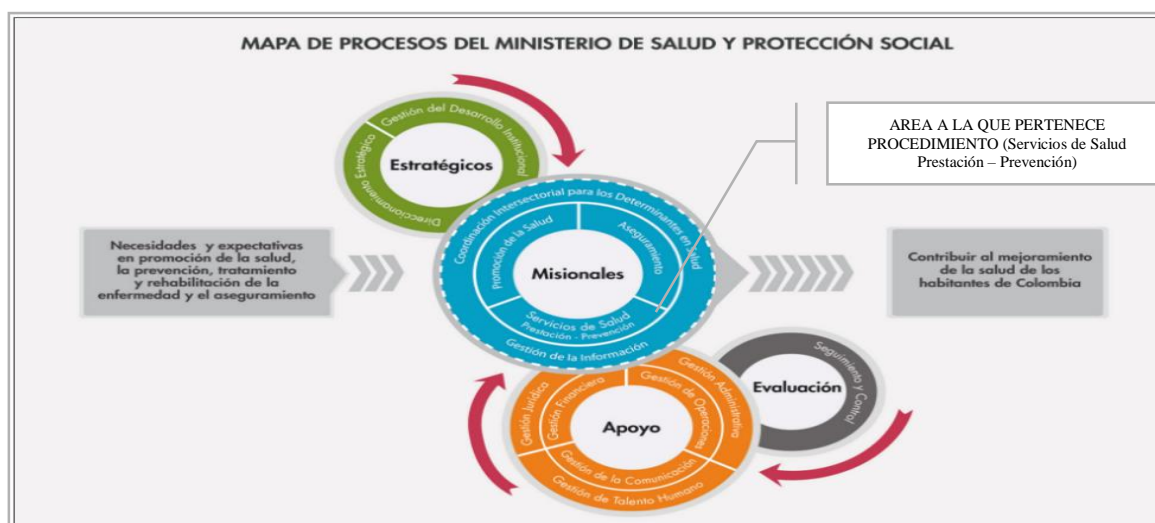 MAPA DE PROCESOS DEL MINISTERIO DE SALUD Y PROTECCIÓN SOCIAL
Gestión del Desarrollo Institucional
Direccionamiento Estratégico
Estratégicos
AREA A LA QUE PERTENECE
PROCEDIMIENTO (Servicios de Salud
Prestación – Prevención)
Necesidades y expectativas
en promoción de la salud,
la prevención, tratamiento
y rehabilitación de la
enfermedad y el aseguramiento
Coordinación Intersectorial para los Determinantes en salud
Promoción de la Salud
Aseguramiento
Misionales
Servicios de Salud
Prestación - Prevención
Gestión de la Información
Contribuir al mejoramiento
de la salud de los
habitantes de Colombia
Gestión Jurídica
Gestión Financiera
Gestión de Operaciones
Gestión Administrativa
Apoyo
Gestión de la Comunicación
Gestión de Talento Humano
Evaluación
Seguimiento y Control